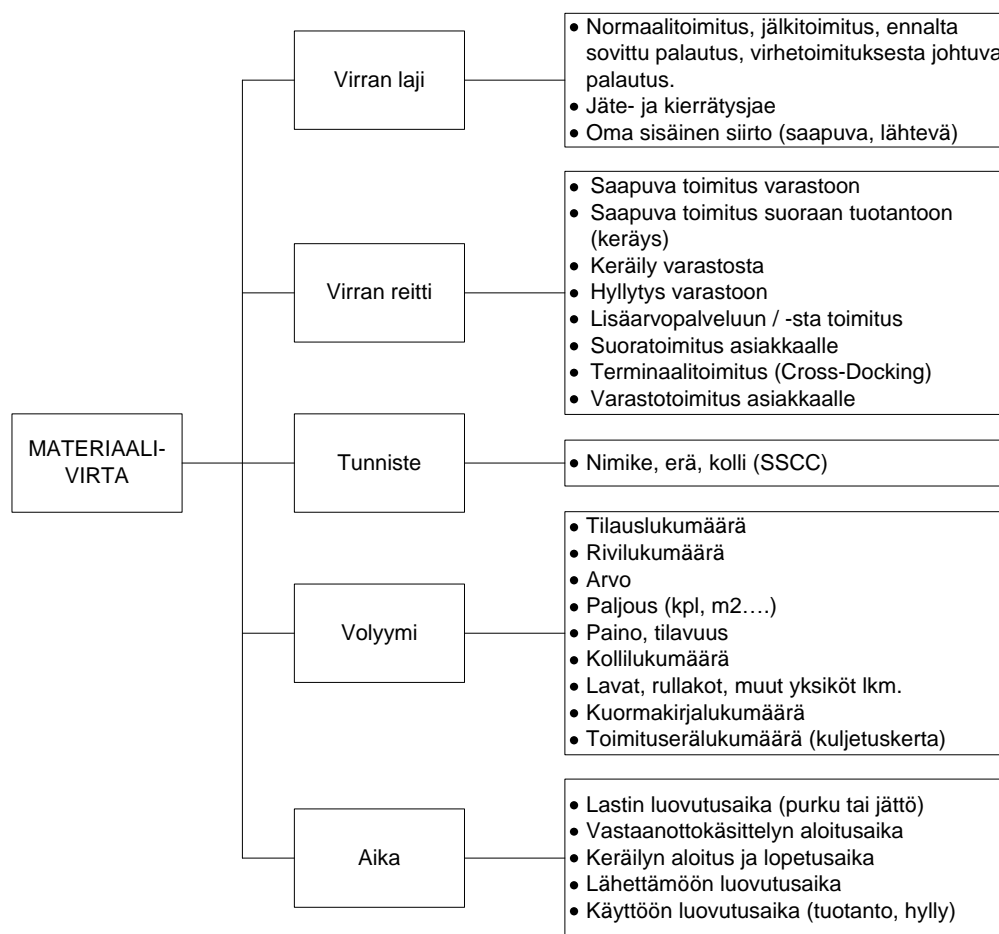 Virran laji
• Normaalitoimitus, jälkitoimitus, ennalta
sovittu palautus, virhetoimituksesta johtuva
palautus.
• Jäte- ja kierrätysjae
• Oma sisäinen siirto (saapuva, lähtevä)
Virran reitti
• Saapuva toimitus varastoon
• Saapuva toimitus suoraan tuotantoon
(keräys)
• Keräily varastosta
• Hyllytys varastoon
• Lisäarvopalveluun / -sta toimitus
• Suoratoimitus asiakkaalle
• Terminaalitoimitus (Cross-Docking)
• Varastotoimitus asiakkaalle
MATERIAALI-
VIRTA
Tunniste
• Nimike, erä, kolli (SSCC)
Volyymi
• Tilauslukumäärä
• Rivilukumäärä
• Arvo
• Paljous (kpl, m2….)
• Paino, tilavuus
• Kollilukumäärä
• Lavat, rullakot, muut yksiköt lkm.
• Kuormakirjalukumäärä
• Toimituserälukumäärä (kuljetuskerta)
Aika
• Lastin luovutusaika (purku tai jättö)
• Vastaanottokäsittelyn aloitusaika
• Keräilyn aloitus ja lopetusaika
• Lähettämöön luovutusaika
• Käyttöön luovutusaika (tuotanto, hylly)